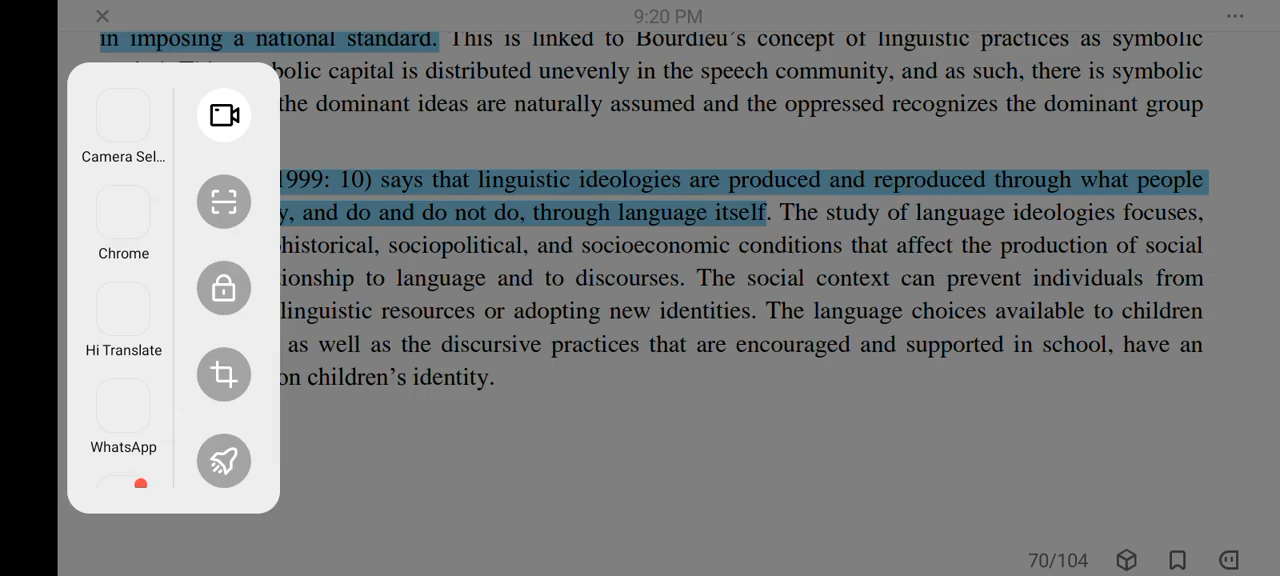 9:20 PM
in imposing a national standard. This is linked to Bourdieu's concept of linguistic practices as symbolic
bolic capital is distributed unevenly in the speech community, and as such, there is symbolic
the dominant ideas are naturally assumed and the oppressed recognizes the dominant group
1999: 10) says that linguistic ideologies are produced and reproduced through what people
y, and do and do not do, through language itself. The study of language ideologies focuses,
historical, sociopolitical, and socioeconomic conditions that affect the production of social
tionship to language and to discourses. The social context can prevent individuals from
linguistic resources or adopting new identities. The language choices available to children
as well as the discursive practices that are encouraged and supported in school, have an
on children's identity.
Camera Sel...
Chrome
Hi Translate
WhatsApp
70/104